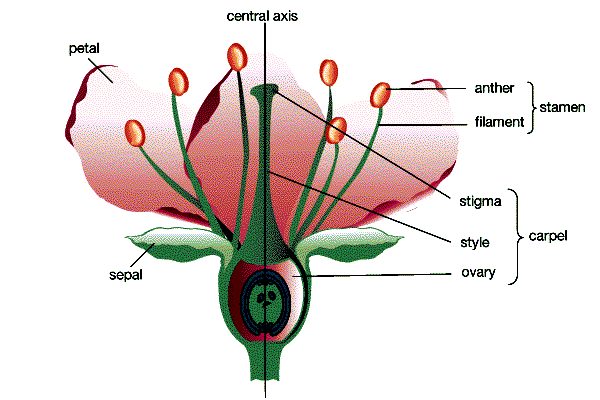 central axis
petal
anther
stamen
filament
stigma
style
carpel
ovary
sepal